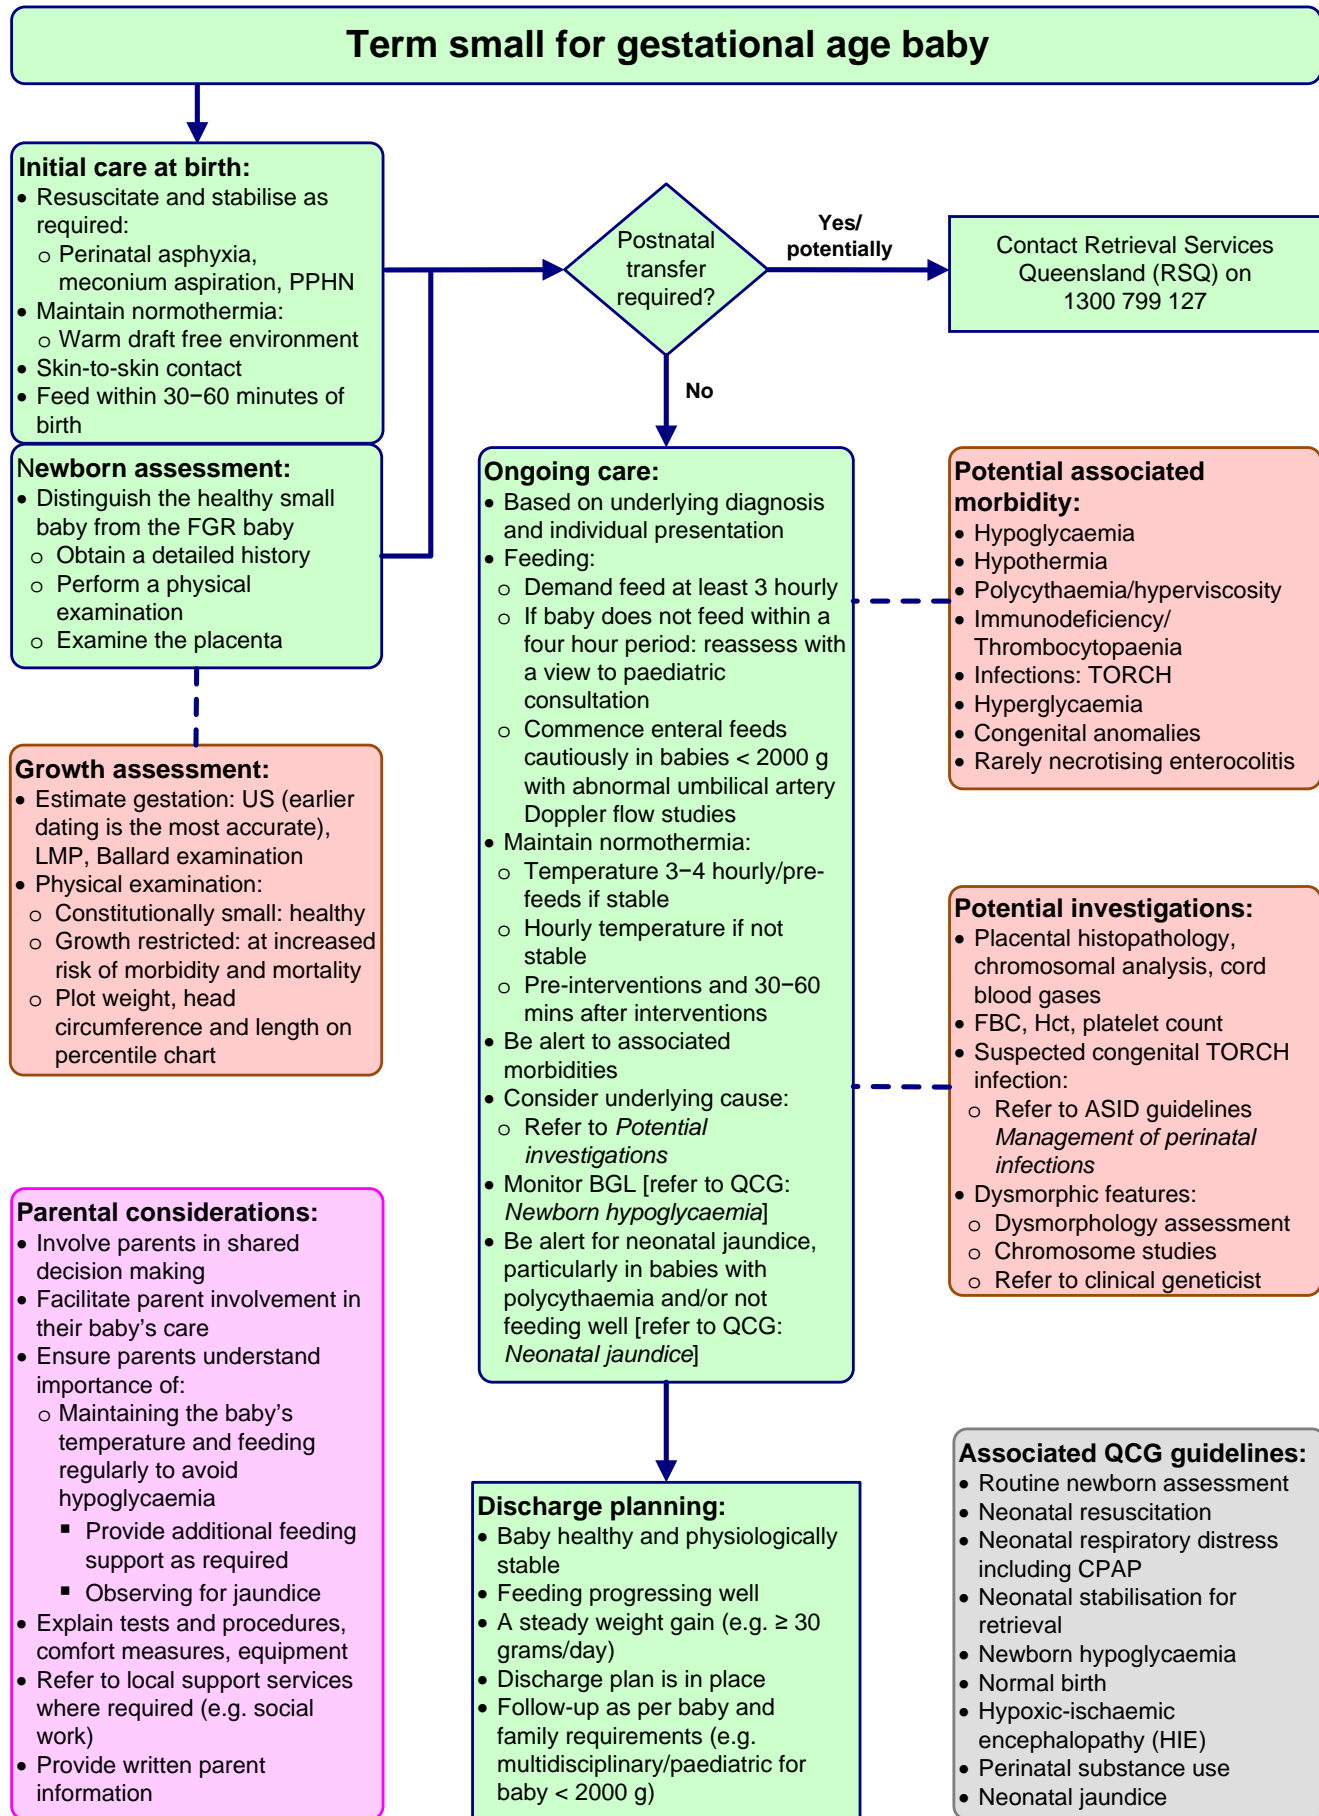 Term small for gestational age baby
Initial care at birth:
• Resuscitate and stabilise as
required:
o Perinatal asphyxia,
meconium aspiration, PPHN
• Maintain normothermia:
o Warm draft free environment
• Skin-to-skin contact
• Feed within 30−60 minutes of
birth
Newborn assessment:
• Distinguish the healthy small
baby from the FGR baby
o Obtain a detailed history
o Perform a physical
examination
o Examine the placenta
Growth assessment:
• Estimate gestation: US (earlier
dating is the most accurate),
LMP, Ballard examination
• Physical examination:
o Constitutionally small: healthy
o Growth restricted: at increased
risk of morbidity and mortality
o Plot weight, head
circumference and length on
percentile chart
Parental considerations:
• Involve parents in shared
decision making
• Facilitate parent involvement in
their baby’s care
• Ensure parents understand
importance of:
o Maintaining the baby’s
temperature and feeding
regularly to avoid
hypoglycaemia
▪ Provide additional feeding
support as required
▪ Observing for jaundice
• Explain tests and procedures,
comfort measures, equipment
• Refer to local support services
where required (e.g. social
work)
• Provide written parent
information
Postnatal
transfer
required?
Yes/
potentially
No
Contact Retrieval Services
Queensland (RSQ) on
1300 799 127
Ongoing care:
• Based on underlying diagnosis
and individual presentation
• Feeding:
o Demand feed at least 3 hourly
o If baby does not feed within a
four hour period: reassess with
a view to paediatric
consultation
o Commence enteral feeds
cautiously in babies < 2000 g
with abnormal umbilical artery
Doppler flow studies
• Maintain normothermia:
o Temperature 3−4 hourly/pre-
feeds if stable
o Hourly temperature if not
stable
o Pre-interventions and 30−60
mins after interventions
• Be alert to associated
morbidities
• Consider underlying cause:
o Refer to Potential
investigations
• Monitor BGL [refer to QCG:
Newborn hypoglycaemia]
• Be alert for neonatal jaundice,
particularly in babies with
polycythaemia and/or not
feeding well [refer to QCG:
Neonatal jaundice]
Discharge planning:
• Baby healthy and physiologically
stable
• Feeding progressing well
• A steady weight gain (e.g. ≥ 30
grams/day)
• Discharge plan is in place
• Follow-up as per baby and
family requirements (e.g.
multidisciplinary/paediatric for
baby < 2000 g)
Potential associated
morbidity:
• Hypoglycaemia
• Hypothermia
• Polycythaemia/hyperviscosity
• Immunodeficiency/
Thrombocytopaenia
• Infections: TORCH
• Hyperglycaemia
• Congenital anomalies
• Rarely necrotising enterocolitis
Potential investigations:
• Placental histopathology,
chromosomal analysis, cord
blood gases
• FBC, Hct, platelet count
• Suspected congenital TORCH
infection:
o Refer to ASID guidelines
Management of perinatal
infections
• Dysmorphic features:
o Dysmorphology assessment
o Chromosome studies
o Refer to clinical geneticist
Associated QCG guidelines:
• Routine newborn assessment
• Neonatal resuscitation
• Neonatal respiratory distress
including CPAP
• Neonatal stabilisation for
retrieval
• Newborn hypoglycaemia
• Normal birth
• Hypoxic-ischaemic
encephalopathy (HIE)
• Perinatal substance use
• Neonatal jaundice